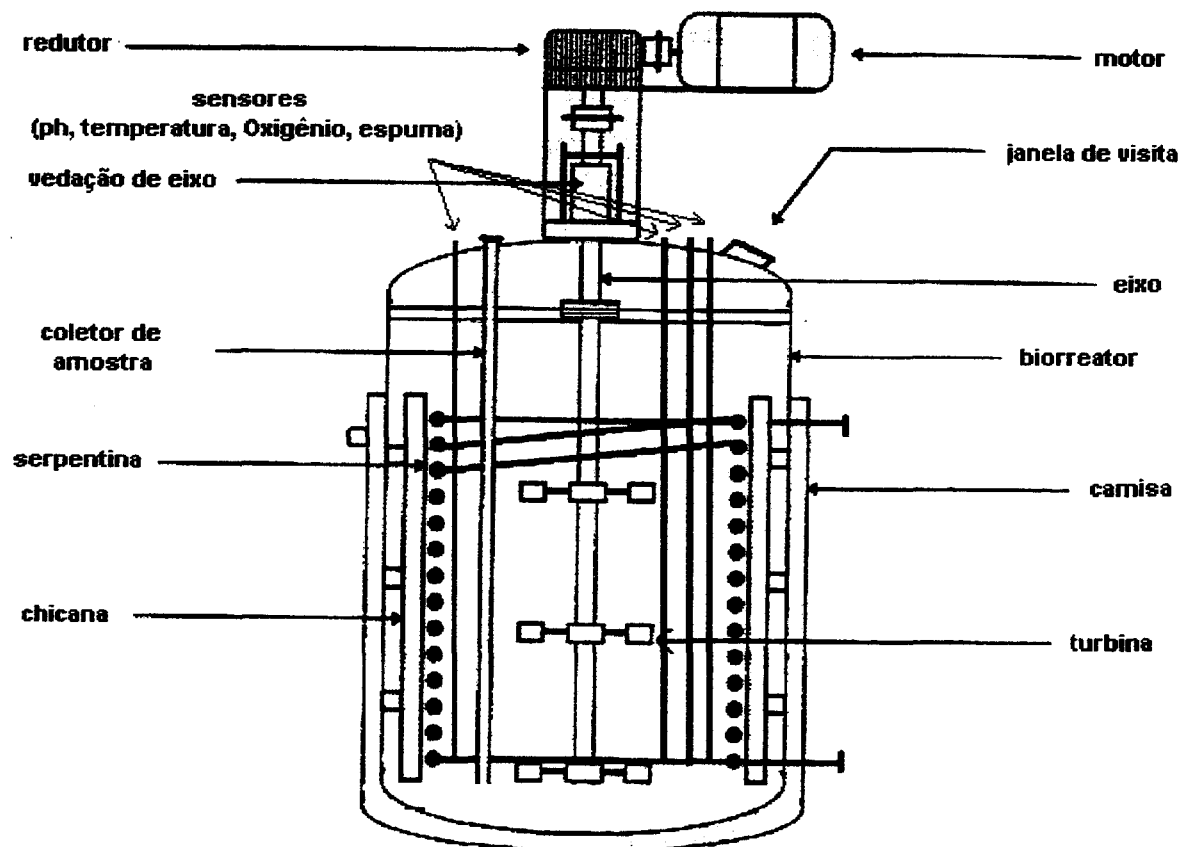 redutor
motor
sensores
(ph, temperatura, Oxigênio, espuma)
janela de visita
vedação de eixo
eixo
coletor de
amostra
biorreator
serpentina
camisa
chicana
turbina